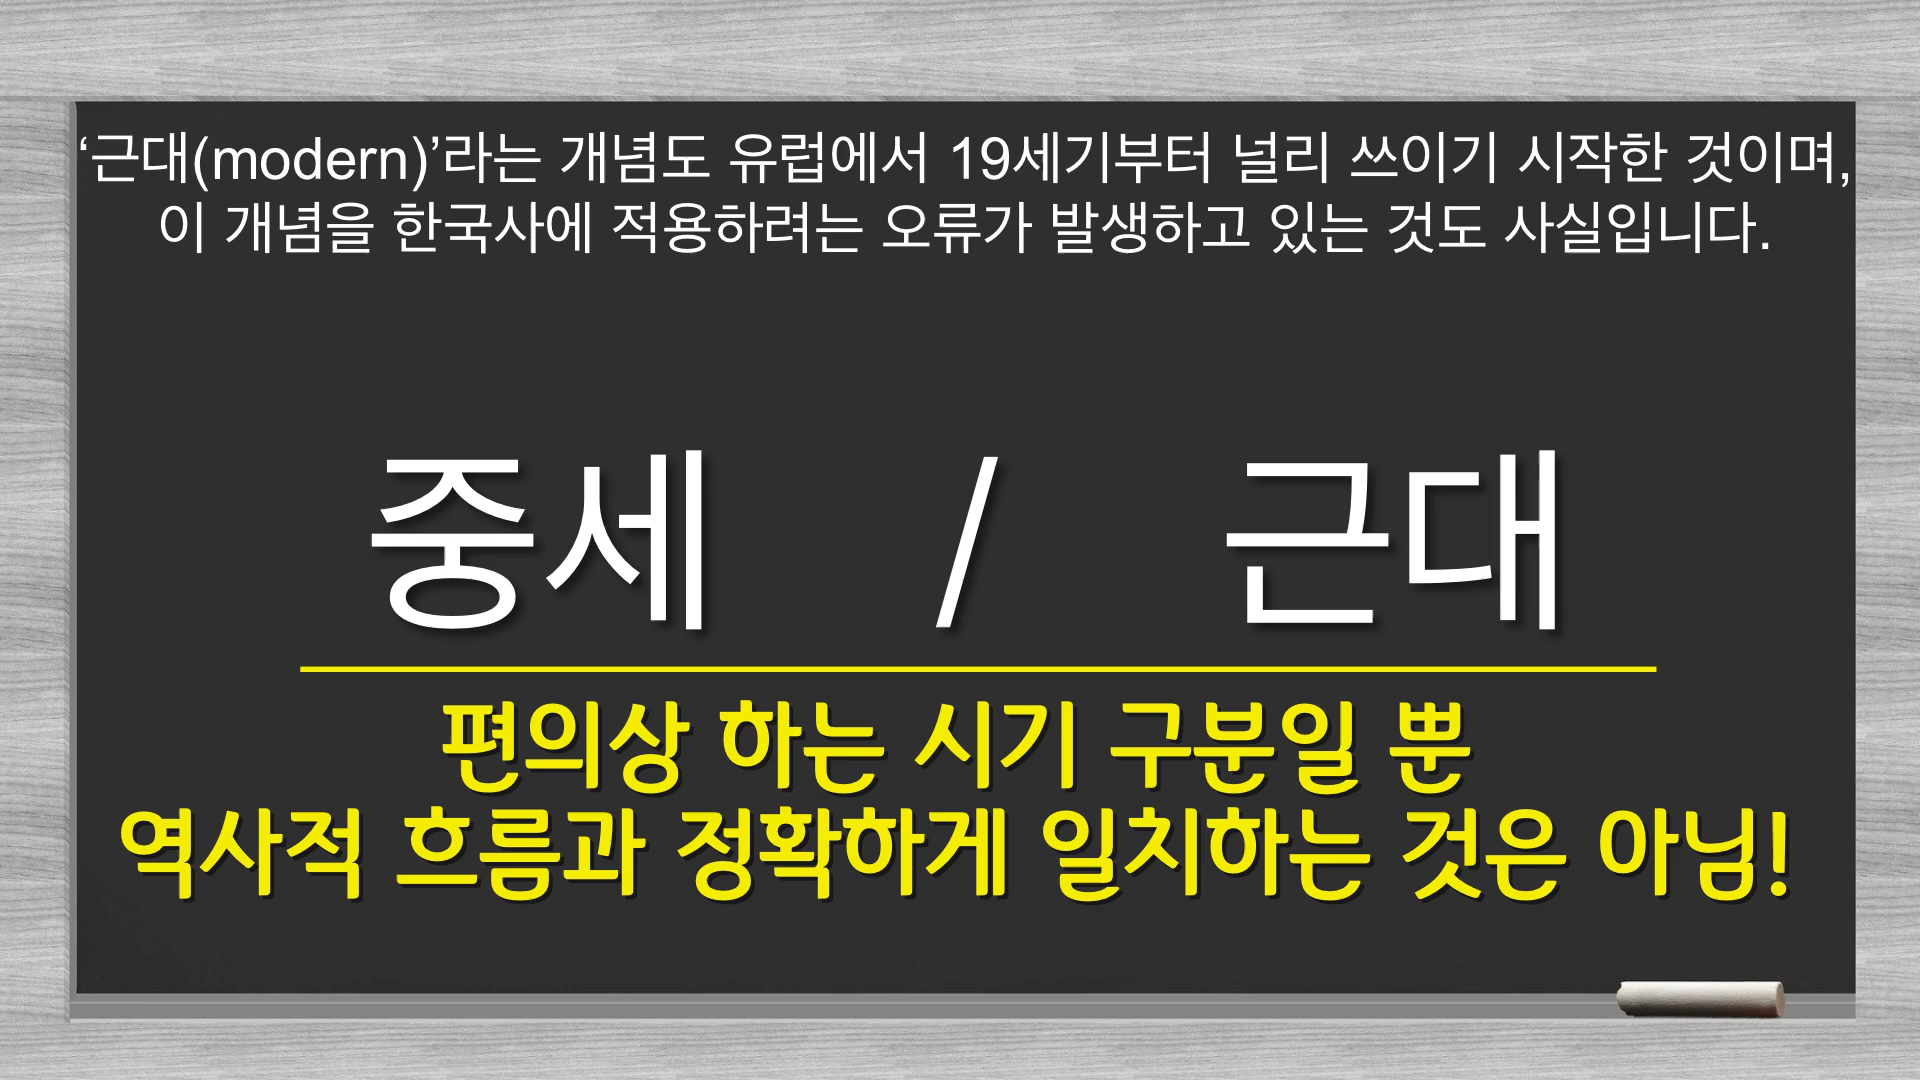 ‘근대(modern)’라는 개념도 유럽에서 19세기부터 널리 쓰이기 시작한 것이며,
이 개념을 한국사에 적용하려는 오류가 발생하고 있는 것도 사실입니다.
중세 / 근대
편의상 하는 시기 구분일 뿐
역사적 흐름과 정확하게 일치하는 것은 아님!